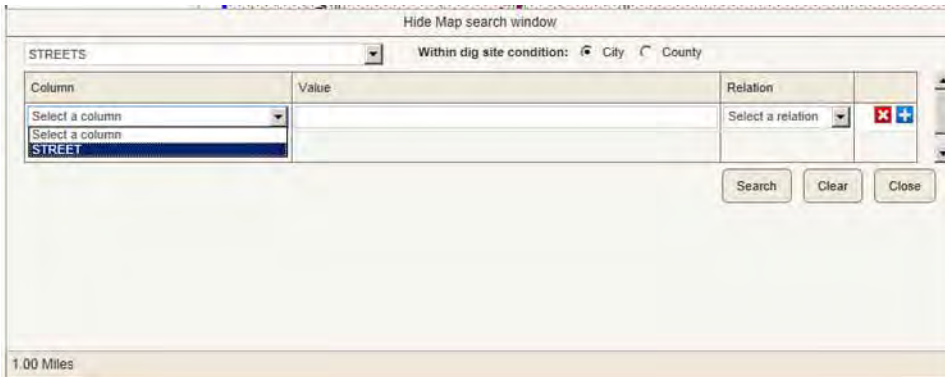 Hide Map search window
STREETS Within dig site condition: City County
Column Value Relation
Select a column Select a relation
Select a column
STREET
Search Clear Close
1.00 Miles